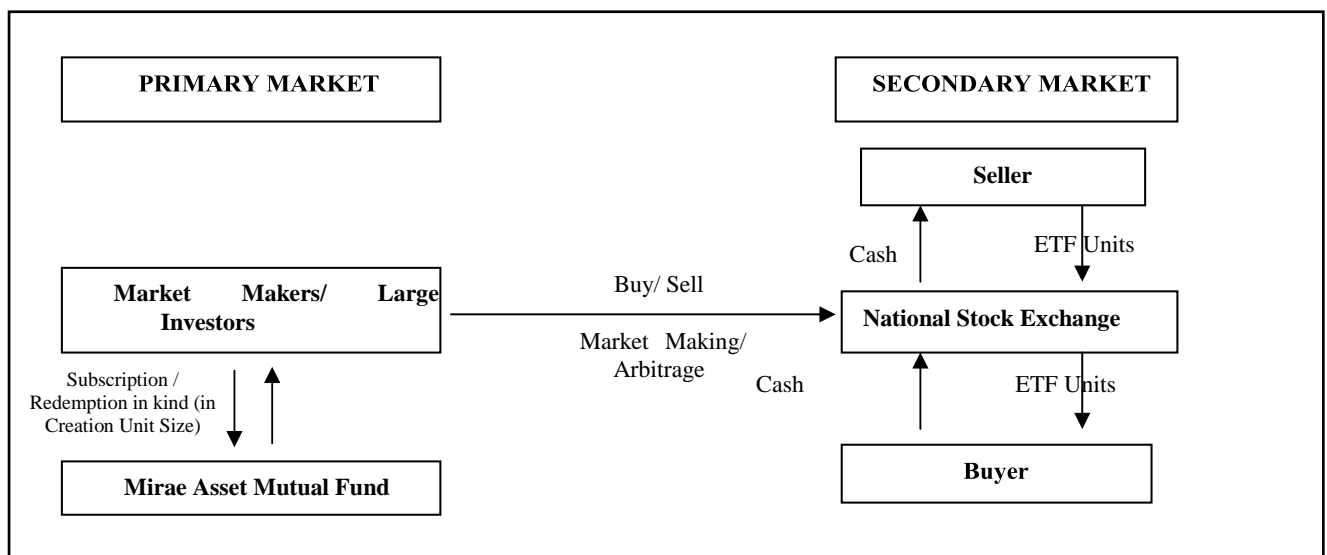 PRIMARY MARKET
SECONDARY MARKET
Seller
Cash
ETF Units
Market Makers/ Large
Investors
Buy/ Sell
National Stock Exchange
Market Making/
Arbitrage
Subscription /
Redemption in kind (in
Creation Unit Size)
Cash
ETF Units
Mirae Asset Mutual Fund
Buyer